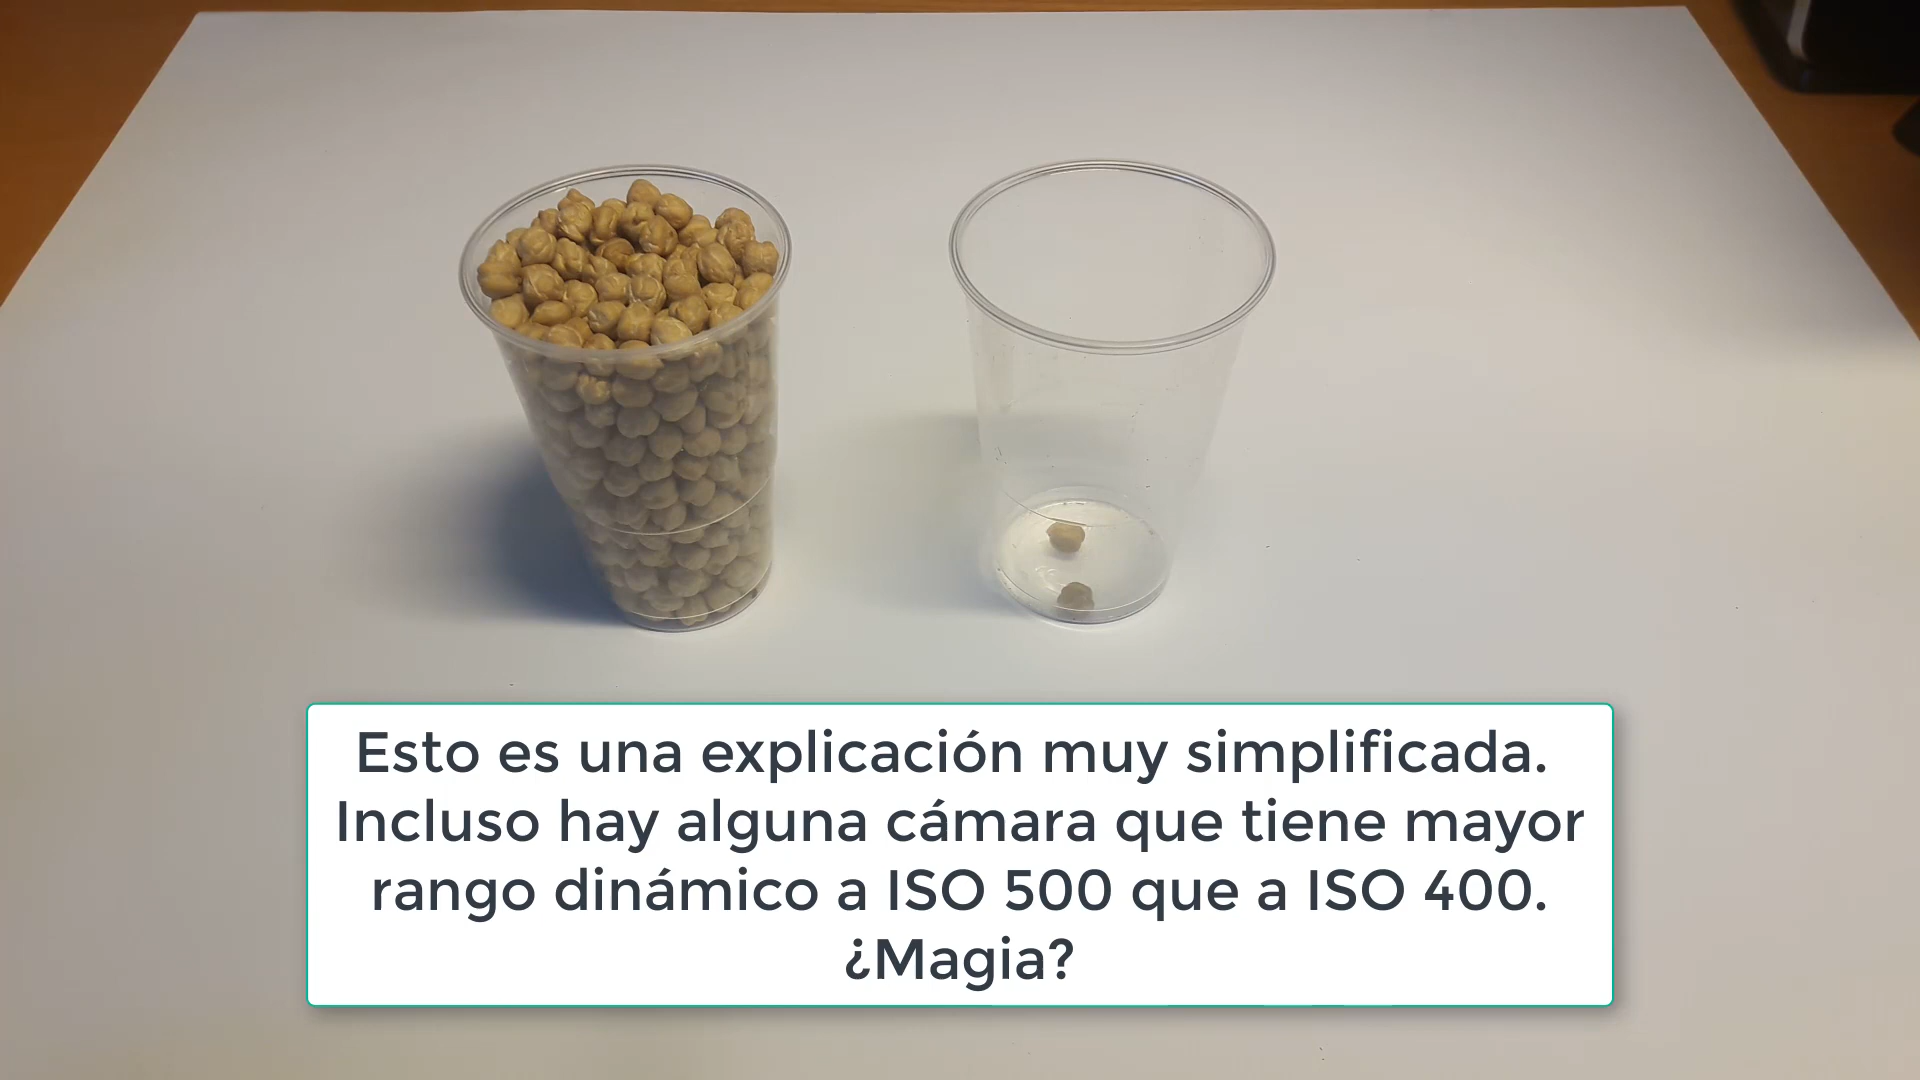 Esto es una explicación muy simplificada.
Incluso hay alguna cámara que tiene mayor
rango dinámico a ISO 500 que a ISO 400.
¿Magia?